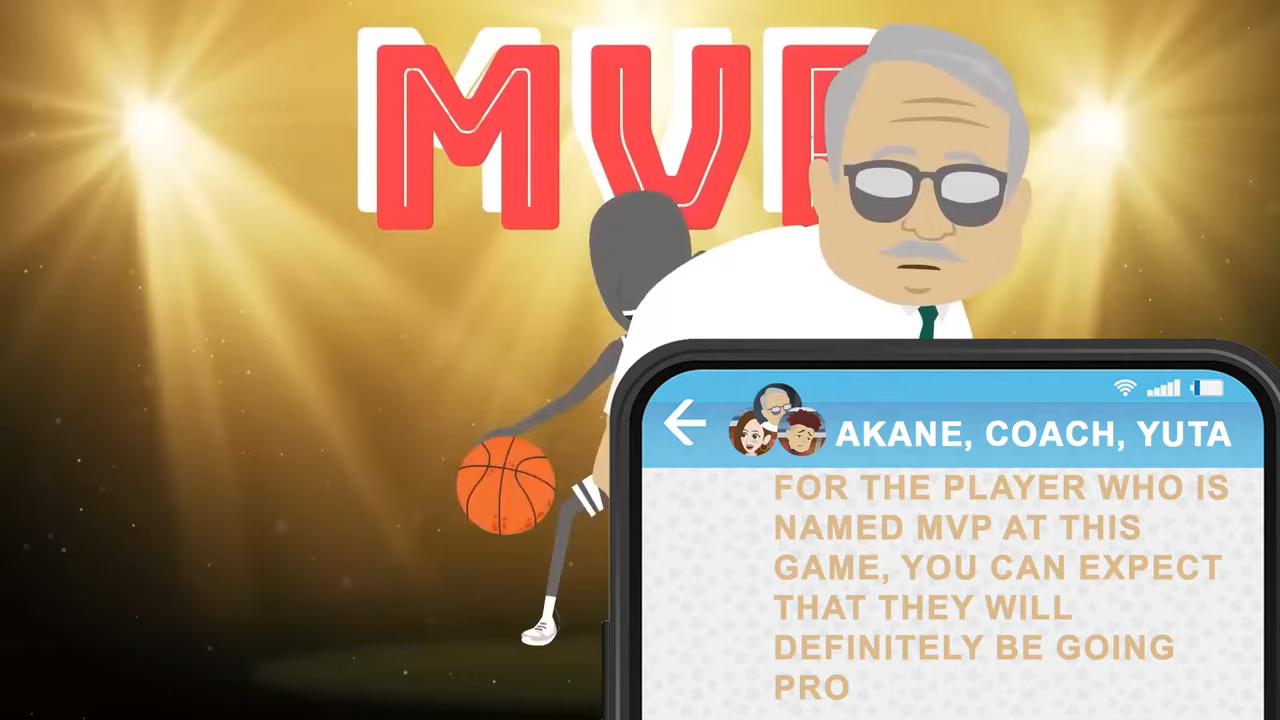 MVP
AKANE, COACH, YUTA
FOR THE PLAYER WHO IS
NAMED MVP AT THIS
GAME, YOU CAN EXPECT
THAT THEY WILL
DEFINITELY BE GOING
PRO